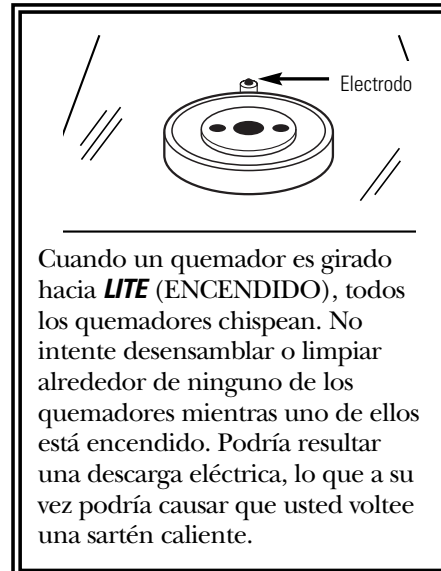 Electrodo
Cuando un quemador es girado
hacia LITE (ENCENDIDO), todos
los quemadores chispean. No
intente desensamblar o limpiar
alrededor de ninguno de los
quemadores mientras uno de ellos
está encendido. Podría resultar
una descarga eléctrica, lo que a su
vez podría causar que usted voltee
una sartén caliente.